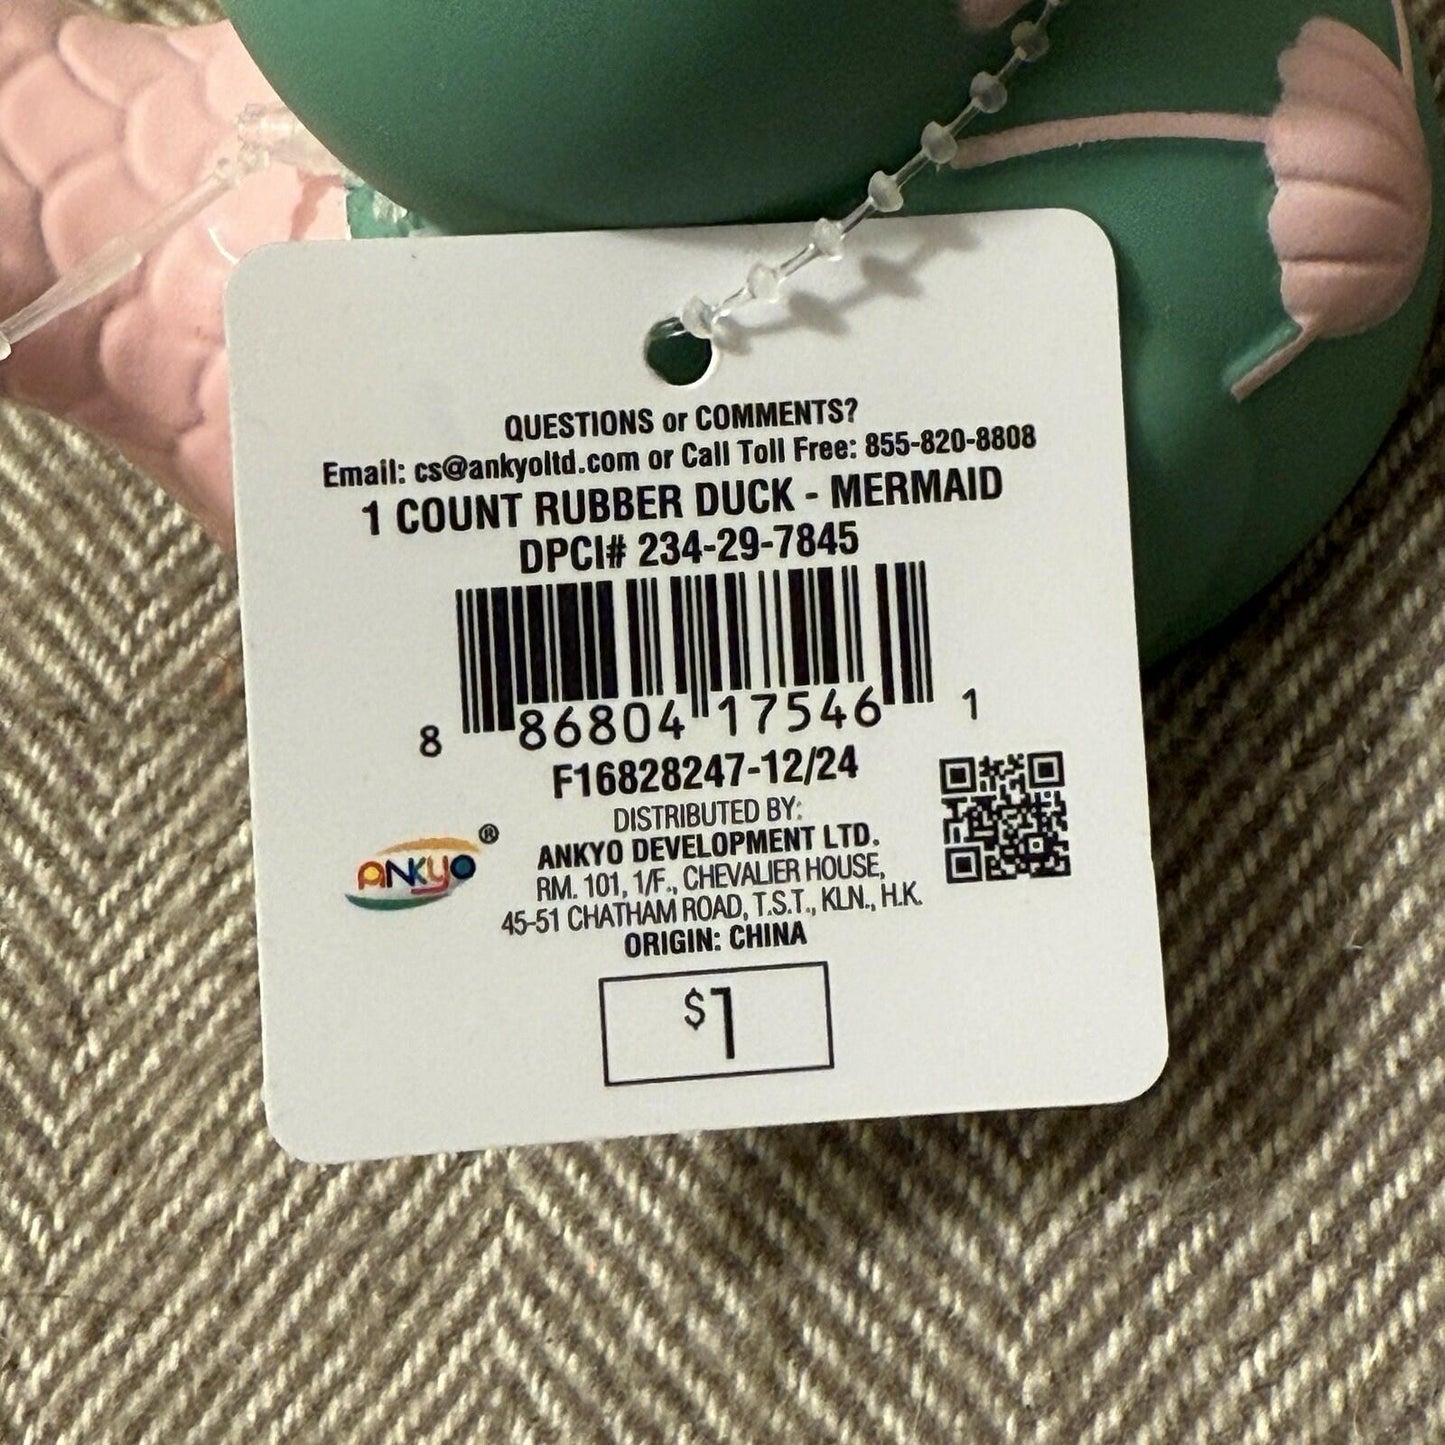 QUESTIONS or COMMENTS?
Email: cs@ankyoltd.com or Call Toll Free: 855-820-8808
1 COUNT RUBBER DUCK - MERMAID
DPCI# 234-29-7845
8 86804 17546 1
F16828247-12/24
DISTRIBUTED BY:
ANKYO DEVELOPMENT LTD.
RM. 101, 1/F., CHEVALIER HOUSE,
45-51 CHATHAM ROAD, T.S.T., KLN., H.K.
ORIGIN: CHINA
ANKYO®
$1